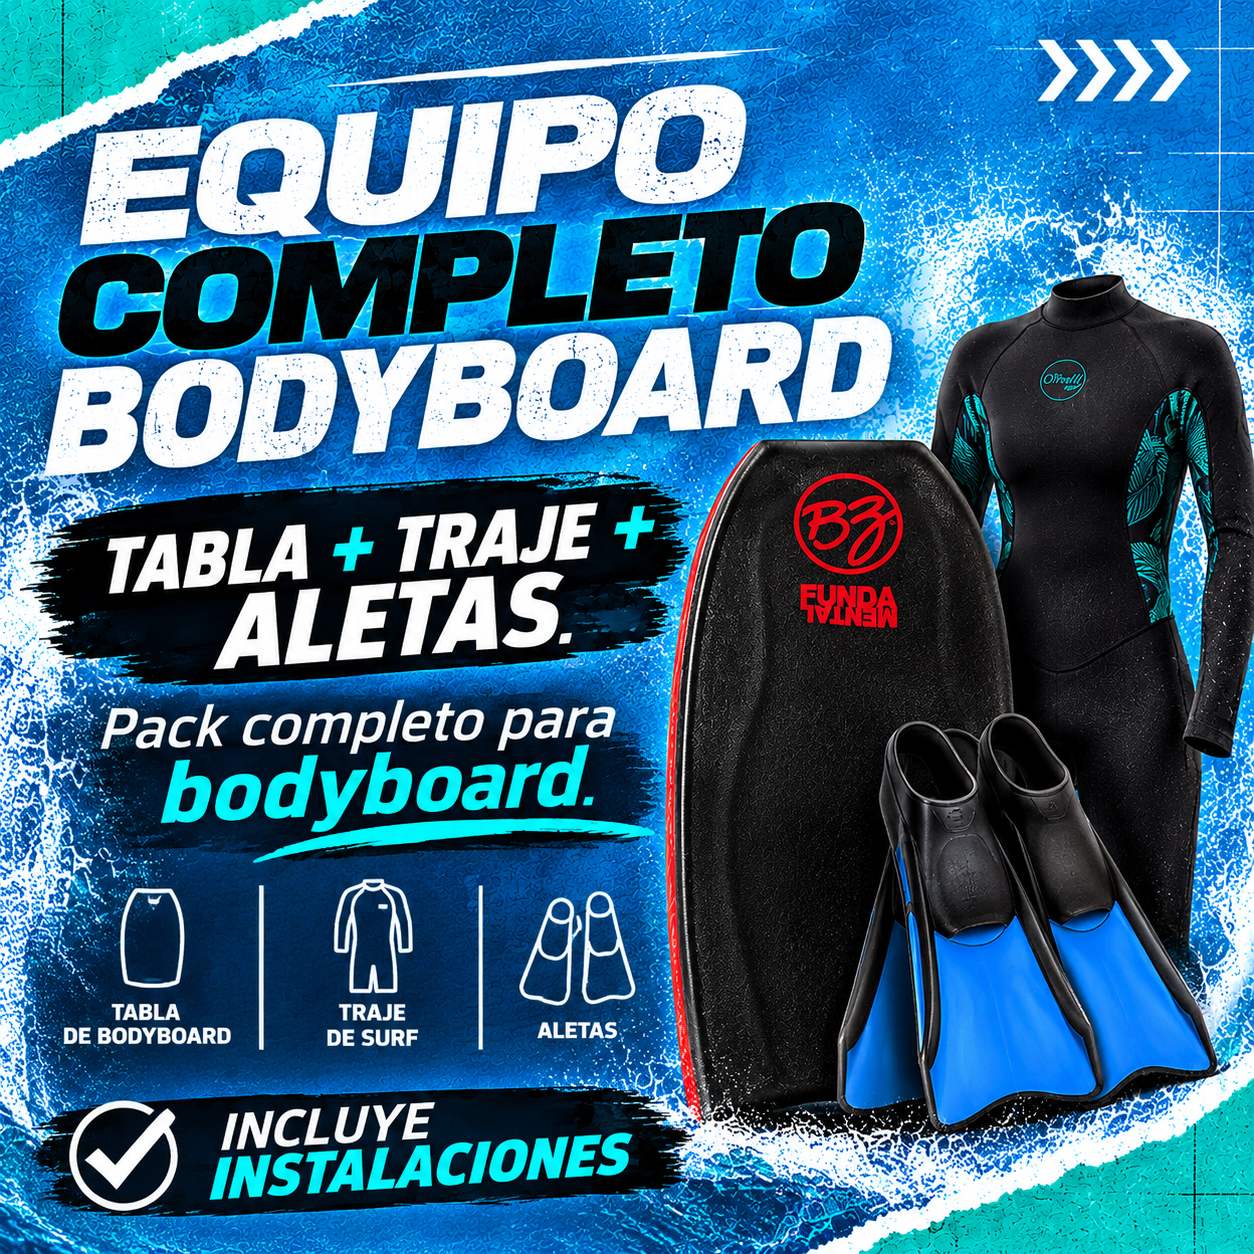 EQUIPO
COMPLETO
BODYBOARD
TABLA + TRAJE +
ALETAS.
Pack completo para
bodyboard.
TABLA
DE BODYBOARD
TRAJE
DE SURF
ALETAS
INCLUYE
INSTALACIONES
BZ
FUNDA
MENTAL